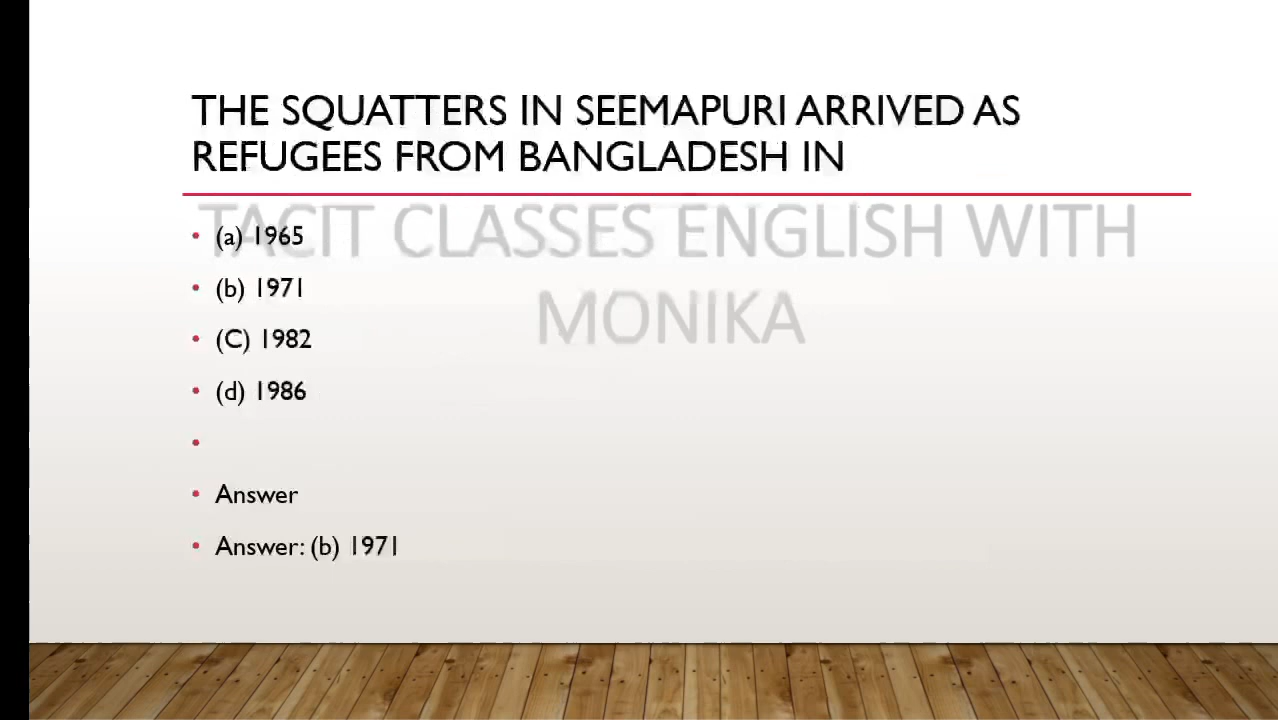 THE SQUATTERS IN SEEMAPURI ARRIVED AS
REFUGEES FROM BANGLADESH IN
TACIT CLASSES ENGLISH WITH
MONIKA
• (a) 1965
• (b) 1971
• (C) 1982
• (d) 1986
•
• Answer
• Answer: (b) 1971